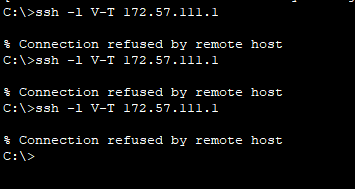 C:\>ssh -l V-T 172.57.111.1
% Connection refused by remote host
C:\>ssh -l V-T 172.57.111.1
% Connection refused by remote host
C:\>ssh -l V-T 172.57.111.1
% Connection refused by remote host
C:\>